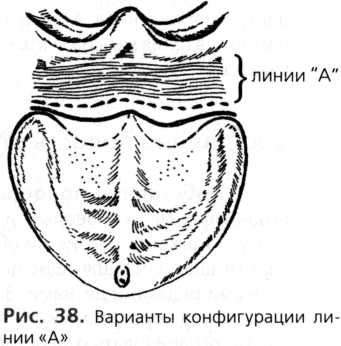 линии "А"
Рис. 38. Варианты конфигурации ли-
нии «А»